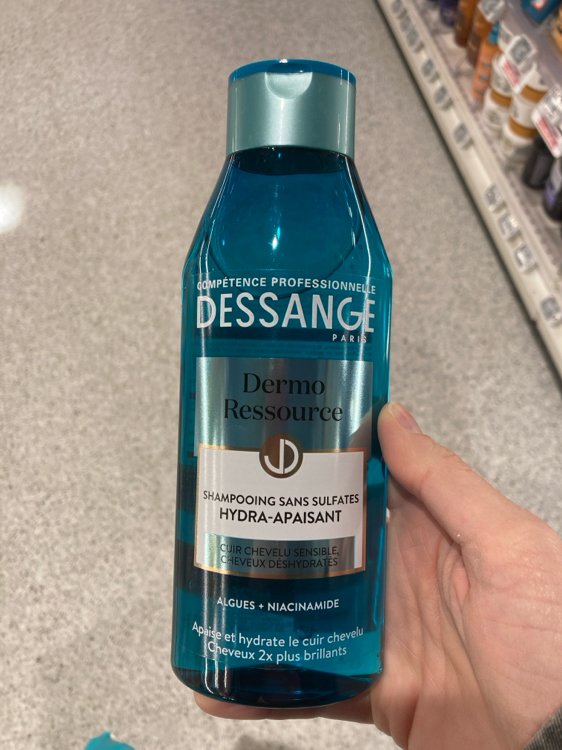 COMPÉTENCE PROFESSIONNELLE
DESSANGE
PARIS
Dermo
Ressource
JD
SHAMPOOING SANS SULFATES
HYDRA-APAISANT
CUIR CHEVELU SENSIBLE,
CHEVEUX DÉSHYDRATÉS
ALGUES + NIACINAMIDE
Apaise et hydrate le cuir chevelu
Cheveux 2x plus brillants